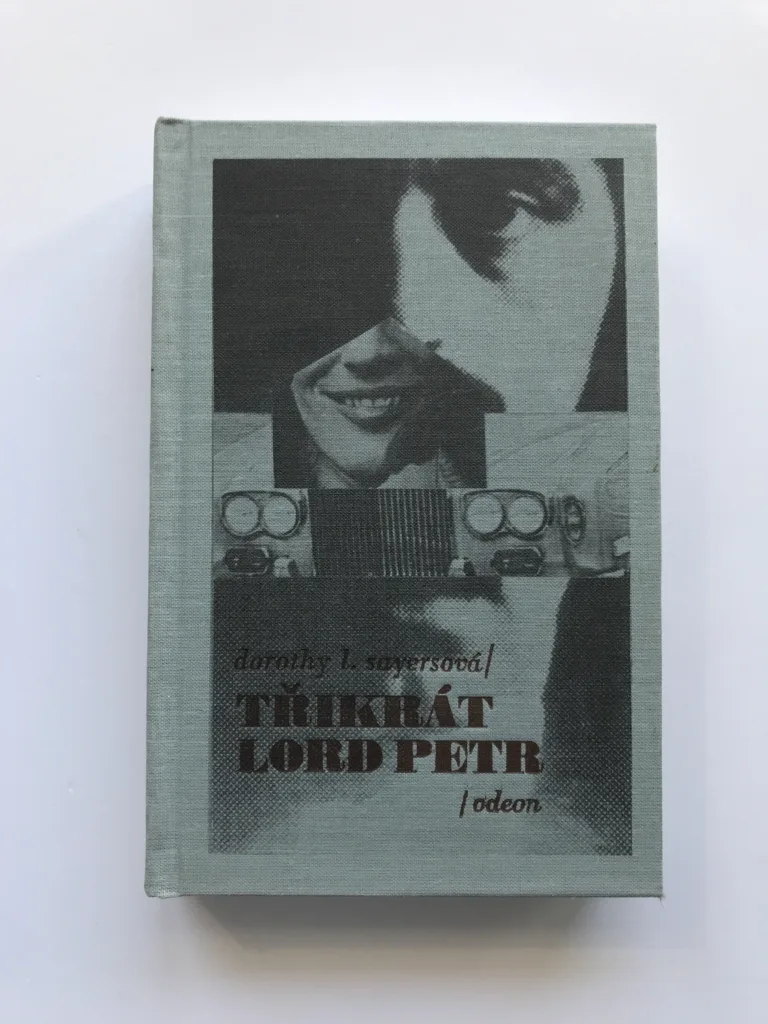 dorothy l. sayersová/
TŘIKRÁT
LORD PETR
/odeon